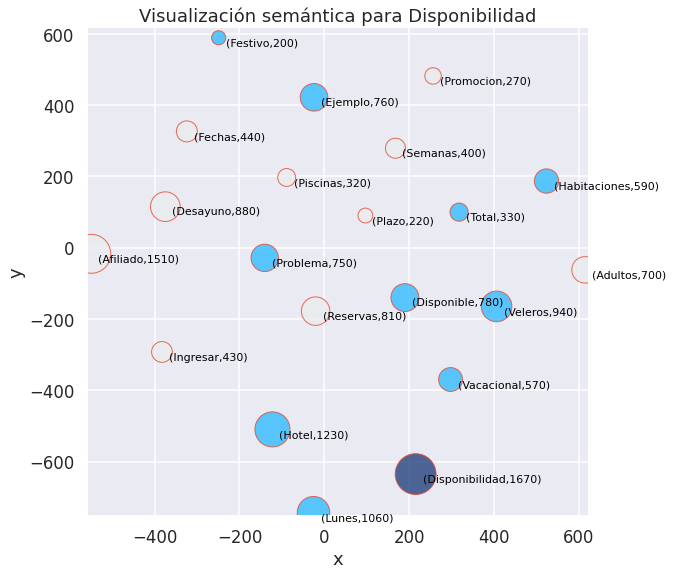 Visualización semántica para Disponibilidad
600
(Festivo,200)
(Promocion,270)
(Ejemplo,760)
400
(Fechas,440)
(Semanas,400)
200
(Piscinas,320)
(Habitaciones,590)
(Desayuno,880)
(Plazo,220)
(Total,330)
0
(Afiliado,1510)
(Problema,750)
(Adultos,700)
y
(Disponible,780)
(Veleros,940)
−200
(Reservas,810)
(Ingresar,430)
(Vacacional,570)
−400
(Hotel,1230)
−600
(Disponibilidad,1670)
(Lunes,1060)
−400 −200 0 200 400 600
x